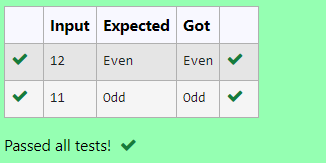 Input Expected Got
12 Even Even
11 Odd Odd
Passed all tests!